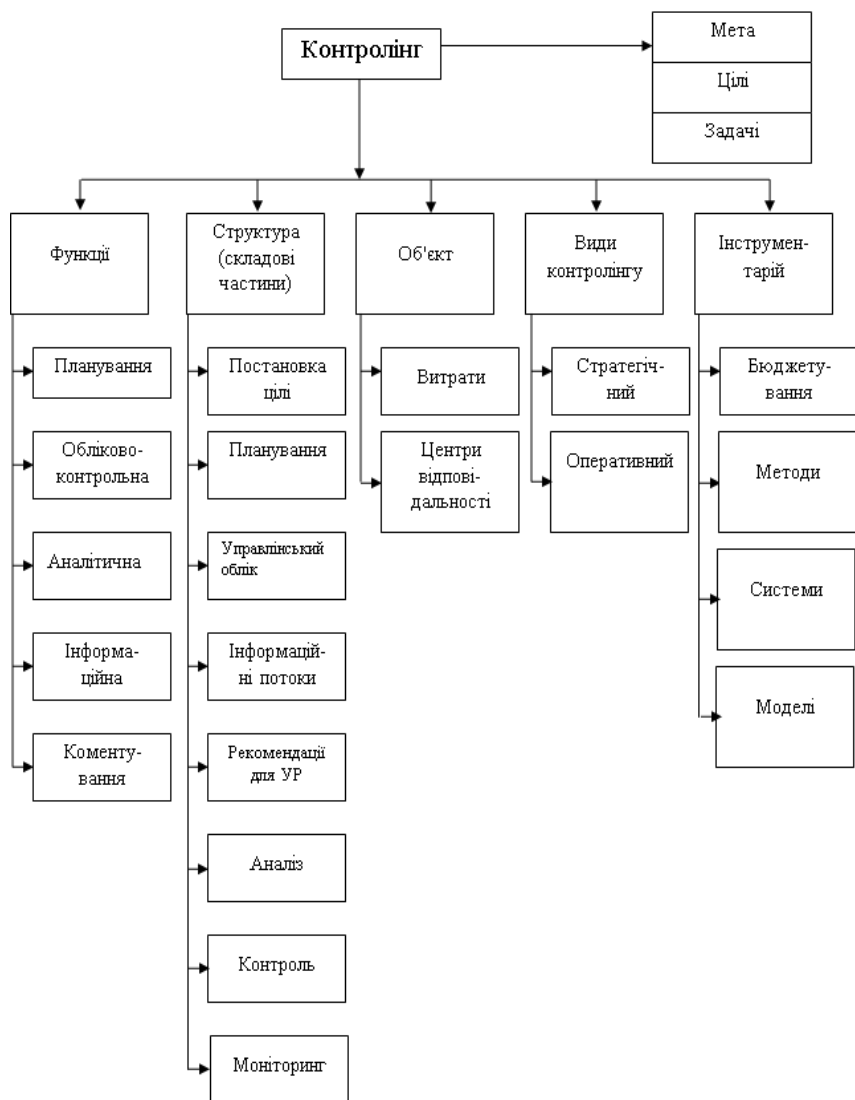 Контролінг
Мета
Цілі
Задачі
Функції
Структура
(складові
частини)
Об'єкт
Види
контролінгу
Інструмен-
тарій
Планування
Обліково-
контрольна
Аналітична
Інформа-
ційна
Коменту-
вання
Постановка
цілі
Планування
Управлінський
облік
Інформацій-
ні потоки
Рекомендації
для УР
Аналіз
Контроль
Моніторинг
Витрати
Центри
відпові-
дальності
Стратегіч-
ний
Оперативний
Бюджету-
вання
Методи
Системи
Моделі